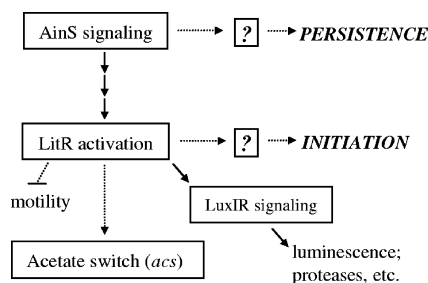 AinS signaling
?
PERSISTENCE
LitR activation
?
INITIATION
motility
LuxIR signaling
Acetate switch (acs)
luminescence;
proteases, etc.